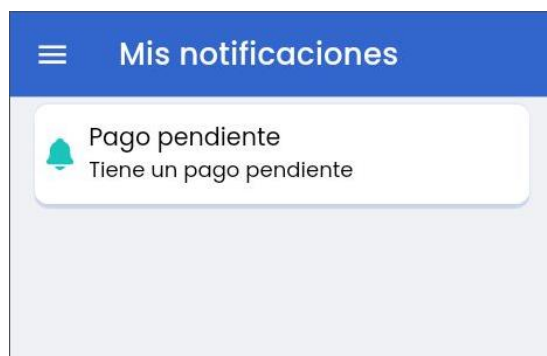 Mis notificaciones
Pago pendiente
Tiene un pago pendiente